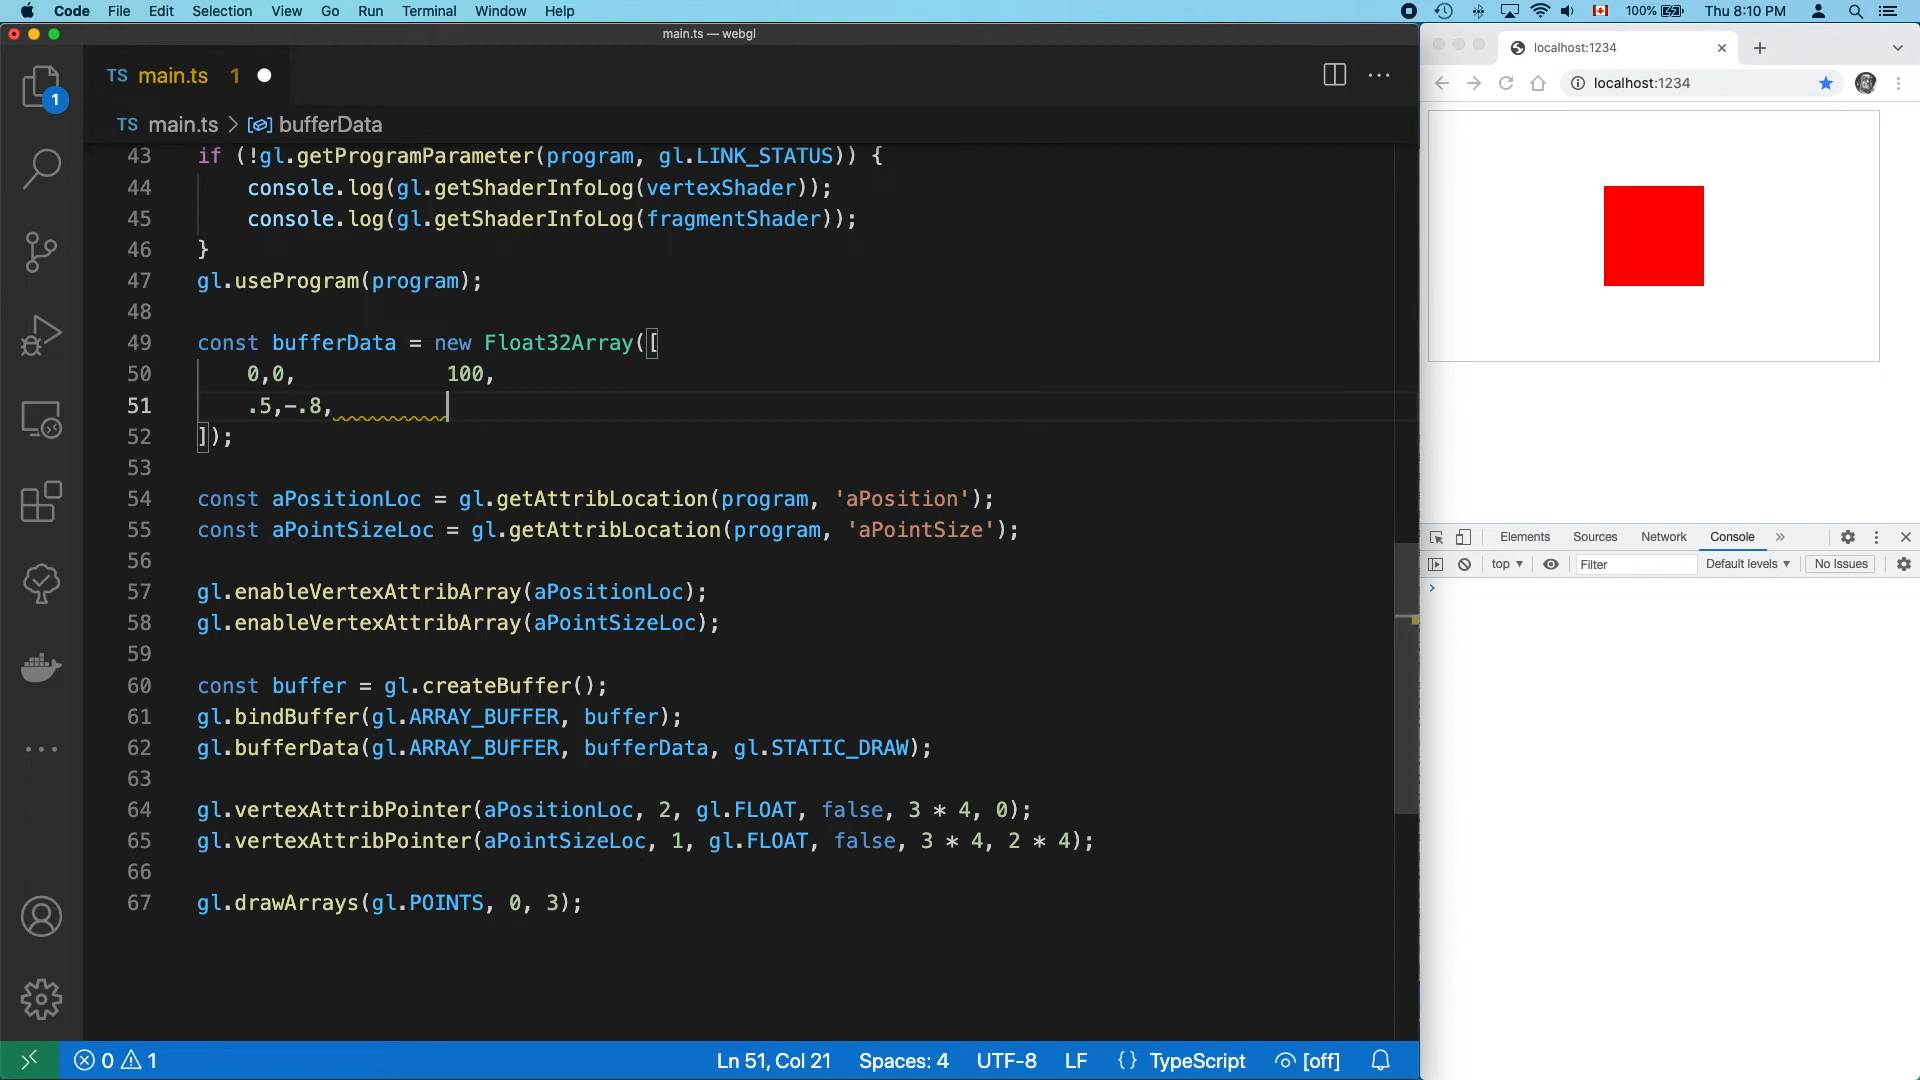 Code File Edit Selection View Go Run Terminal Window Help 100% Thu 8:10 PM
main.ts — webgl
TS main.ts 1
TS main.ts > bufferData
1
43 if (!gl.getProgramParameter(program, gl.LINK_STATUS)) {
44 console.log(gl.getShaderInfoLog(vertexShader));
45 console.log(gl.getShaderInfoLog(fragmentShader));
46 }
47 gl.useProgram(program);
48
49 const bufferData = new Float32Array([
50 0,0, 100,
51 .5,-.8,
52 ]);
53
54 const aPositionLoc = gl.getAttribLocation(program, 'aPosition');
55 const aPointSizeLoc = gl.getAttribLocation(program, 'aPointSize');
56
57 gl.enableVertexAttribArray(aPositionLoc);
58 gl.enableVertexAttribArray(aPointSizeLoc);
59
60 const buffer = gl.createBuffer();
61 gl.bindBuffer(gl.ARRAY_BUFFER, buffer);
62 gl.bufferData(gl.ARRAY_BUFFER, bufferData, gl.STATIC_DRAW);
63
64 gl.vertexAttribPointer(aPositionLoc, 2, gl.FLOAT, false, 3 * 4, 0);
65 gl.vertexAttribPointer(aPointSizeLoc, 1, gl.FLOAT, false, 3 * 4, 2 * 4);
66
67 gl.drawArrays(gl.POINTS, 0, 3);
0 1 Ln 51, Col 21 Spaces: 4 UTF-8 LF {} TypeScript [off]
localhost:1234
localhost:1234
Elements Sources Network Console »
top Filter Default levels No Issues